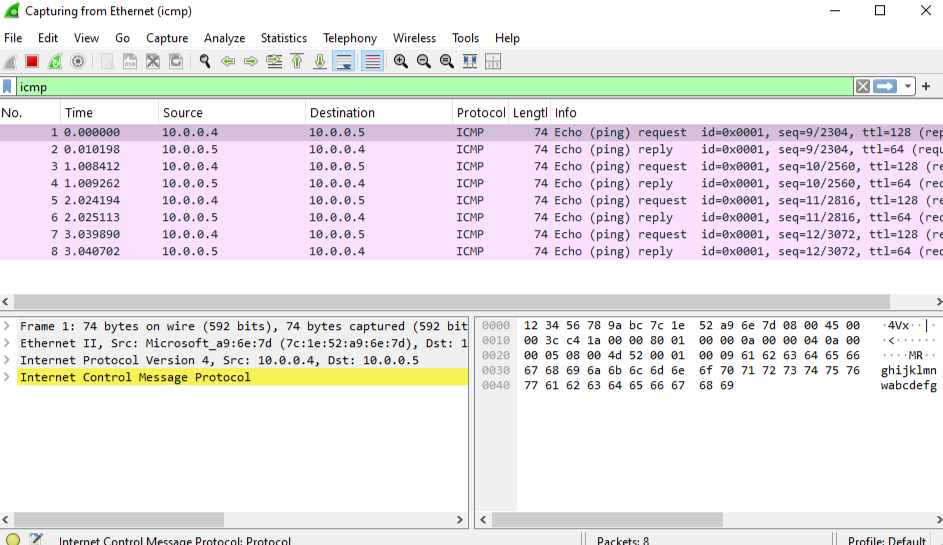 Capturing from Ethernet (icmp)
File Edit View Go Capture Analyze Statistics Telephony Wireless Tools Help
icmp
No. Time Source Destination Protocol Lengtl Info
1 0.000000 10.0.0.4 10.0.0.5 ICMP 74 Echo (ping) request id=0x0001, seq=9/2304, ttl=128 (rep
2 0.010198 10.0.0.5 10.0.0.4 ICMP 74 Echo (ping) reply id=0x0001, seq=9/2304, ttl=64 (requ
3 1.008412 10.0.0.4 10.0.0.5 ICMP 74 Echo (ping) request id=0x0001, seq=10/2560, ttl=128 (re
4 1.009262 10.0.0.5 10.0.0.4 ICMP 74 Echo (ping) reply id=0x0001, seq=10/2560, ttl=64 (req
5 2.024194 10.0.0.4 10.0.0.5 ICMP 74 Echo (ping) request id=0x0001, seq=11/2816, ttl=128 (re
6 2.025113 10.0.0.5 10.0.0.4 ICMP 74 Echo (ping) reply id=0x0001, seq=11/2816, ttl=64 (req
7 3.039890 10.0.0.4 10.0.0.5 ICMP 74 Echo (ping) request id=0x0001, seq=12/3072, ttl=128 (re
8 3.040702 10.0.0.5 10.0.0.4 ICMP 74 Echo (ping) reply id=0x0001, seq=12/3072, ttl=64 (req
Frame 1: 74 bytes on wire (592 bits), 74 bytes captured (592 bit
Ethernet II, Src: Microsoft_a9:6e:7d (7c:1e:52:a9:6e:7d), Dst: 1
Internet Protocol Version 4, Src: 10.0.0.4, Dst: 10.0.0.5
Internet Control Message Protocol
0000 12 34 56 78 9a bc 7c 1e 52 a9 6e 7d 08 00 45 00 ·4Vx··|·
0010 00 3c c4 1a 00 00 80 01 00 00 0a 00 00 04 0a 00 ·<······
0020 00 05 08 00 4d 52 00 01 00 09 61 62 63 64 65 66 ····MR··
0030 67 68 69 6a 6b 6c 6d 6e 6f 70 71 72 73 74 75 76 ghijklmn
0040 77 61 62 63 64 65 66 67 68 69 wabcdefg
Internet Control Message Protocol: Protocol
Packets: 8
Profile: Default